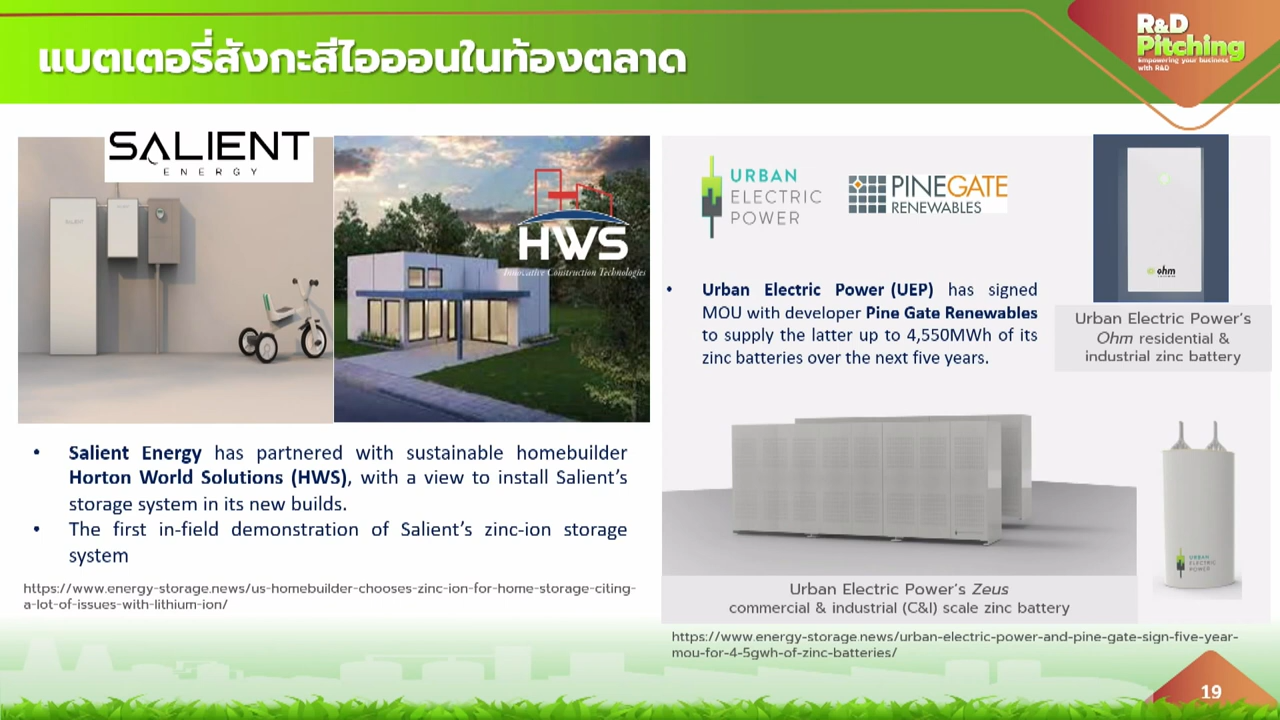 แบตเตอรี่สังกะสีไอออนในท้องตลาด
R&D
Pitching
Empowering your business
with R&D
SALIENT
ENERGY
HWS
Innovative Construction Technologies
• Salient Energy has partnered with sustainable homebuilder
Horton World Solutions (HWS), with a view to install Salient's
storage system in its new builds.
• The first in-field demonstration of Salient's zinc-ion storage
system
https://www.energy-storage.news/us-homebuilder-chooses-zinc-ion-for-home-storage-citing-
a-lot-of-issues-with-lithium-ion/
URBAN
ELECTRIC
POWER
PINEGATE
RENEWABLES
• Urban Electric Power (UEP) has signed
MOU with developer Pine Gate Renewables
to supply the latter up to 4,550MWh of its
zinc batteries over the next five years.
ohm
Urban Electric Power's
Ohm residential &
industrial zinc battery
URBAN
ELECTRIC
POWER
Urban Electric Power's Zeus
commercial & industrial (C&I) scale zinc battery
https://www.energy-storage.news/urban-electric-power-and-pine-gate-sign-five-year-
mou-for-4-5gwh-of-zinc-batteries/
19